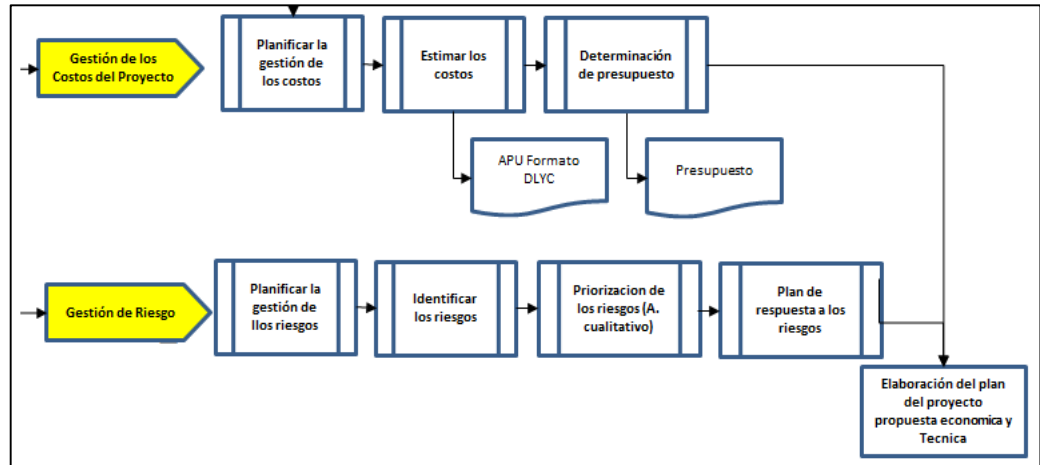 Gestión de los
Costos del Proyecto
Planificar la
gestión de
los costos
Estimar los
costos
Determinación
de presupuesto
APU Formato
DLYC
Presupuesto
Gestión de Riesgo
Planificar la
gestión de
llos riesgos
Identificar
los riesgos
Priorizacion de
los riesgos (A.
cualitativo)
Plan de
respuesta a los
riesgos
Elaboración del plan
del proyecto
propuesta economica y
Tecnica